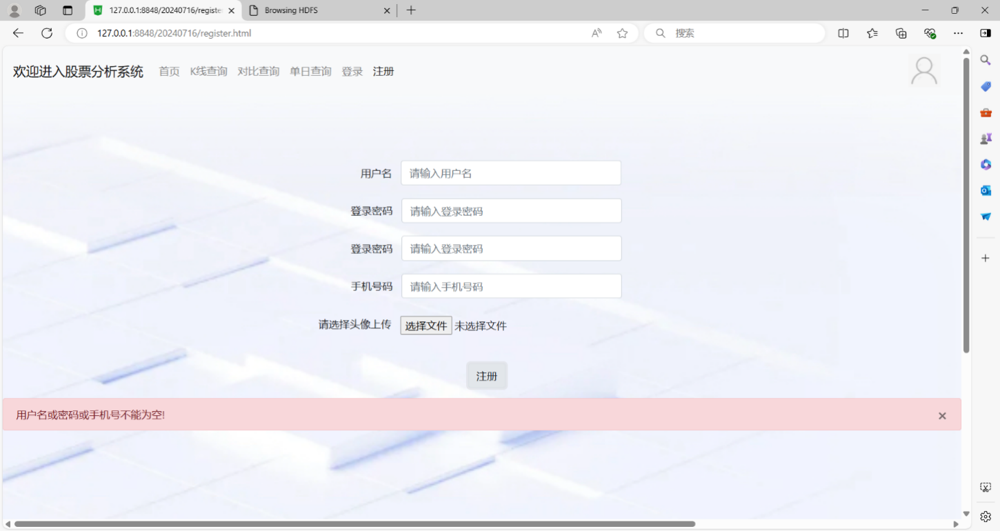 127.0.0.1:8848/20240716/registe
Browsing HDFS
127.0.0.1:8848/20240716/register.html
搜索
欢迎进入股票分析系统 首页 K线查询 对比查询 单日查询 登录 注册
用户名 请输入用户名
登录密码 请输入登录密码
登录密码 请输入登录密码
手机号码 请输入手机号码
请选择头像上传 选择文件 未选择文件
注册
用户名或密码或手机号不能为空!